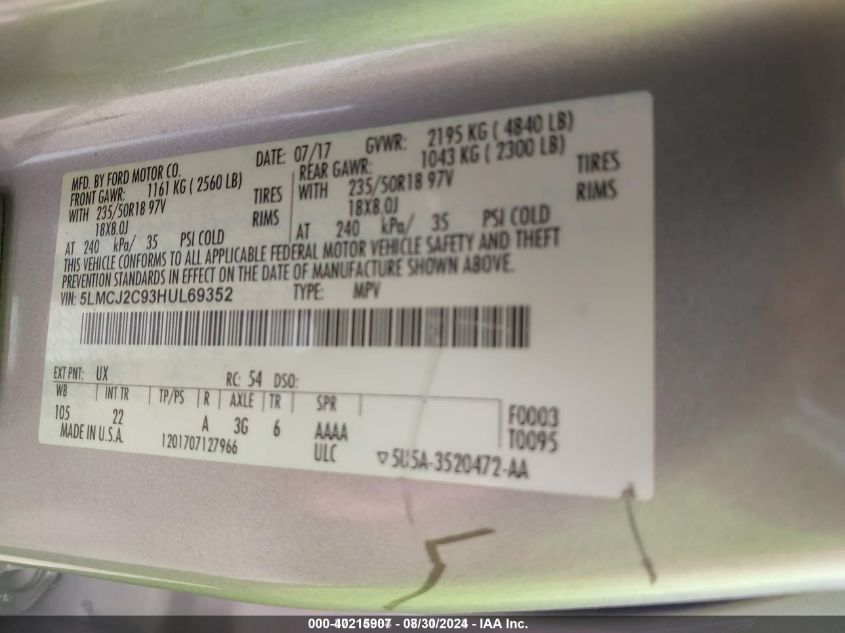 MFD. BY FORD MOTOR CO.
DATE: 07/17 GVWR: 2195 KG ( 4840 LB)
FRONT GAWR: 1161 KG ( 2560 LB) REAR GAWR: 1043 KG ( 2300 LB)
WITH 235/50R18 97V TIRES WITH 235/50R18 97V TIRES
18X8.0J RIMS 18X8.0J RIMS
AT 240 kPa/ 35 PSI COLD AT 240 kPa/ 35 PSI COLD
THIS VEHICLE CONFORMS TO ALL APPLICABLE FEDERAL MOTOR VEHICLE SAFETY AND THEFT
PREVENTION STANDARDS IN EFFECT ON THE DATE OF MANUFACTURE SHOWN ABOVE.
VIN: 5LMCJ2C93HUL69352 TYPE: MPV
EXT PNT: UX RC: 54 DSO:
WB INT TR TP/PS R AXLE TR SPR
105 22 A 3G 6 AAAA F0003
MADE IN U.S.A. 1201707127966 ULC T0095
▽5U5A-3520472-AA
000-40215907 - 08/30/2024 - IAA Inc.